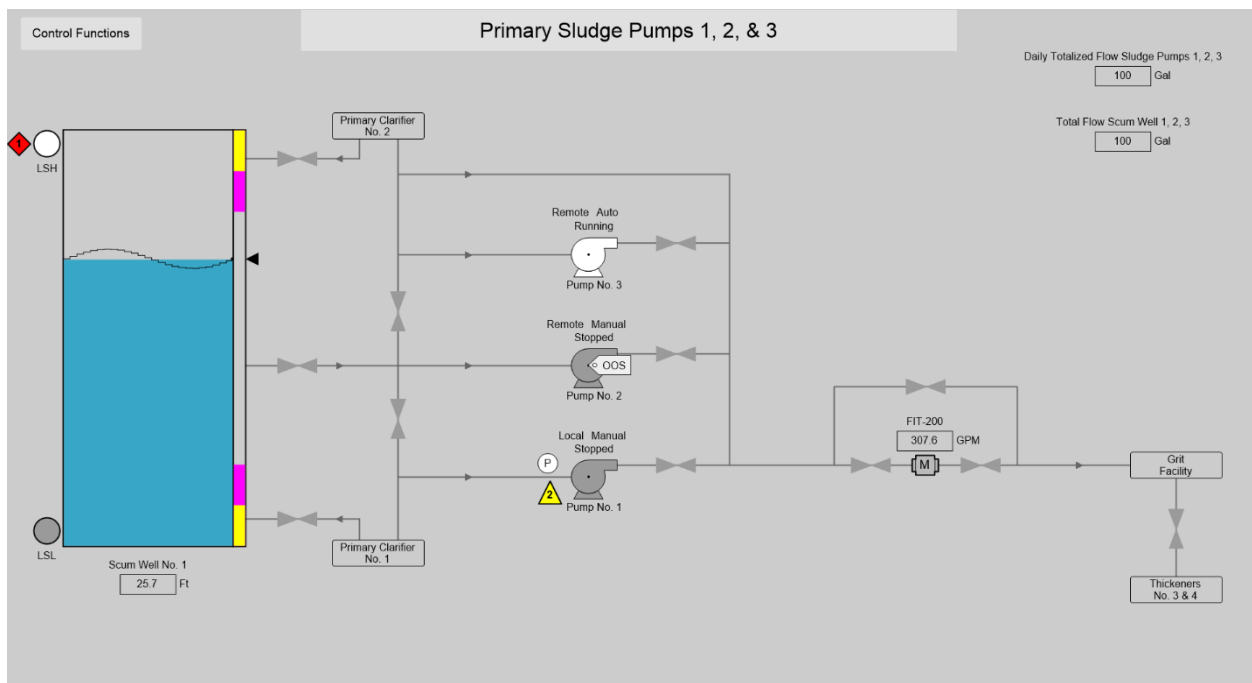 Control Functions
Primary Sludge Pumps 1, 2, & 3
Daily Totalized Flow Sludge Pumps 1, 2, 3
100 Gal
Total Flow Scum Well 1, 2, 3
100 Gal
1
LSH
Primary Clarifier
No. 2
Remote Auto
Running
Pump No. 3
Remote Manual
Stopped
OOS
Pump No. 2
Local Manual
Stopped
P
2
Pump No. 1
FIT-200
307.6 GPM
M
Grit
Facility
LSL
Primary Clarifier
No. 1
Scum Well No. 1
25.7 Ft
Thickeners
No. 3 & 4